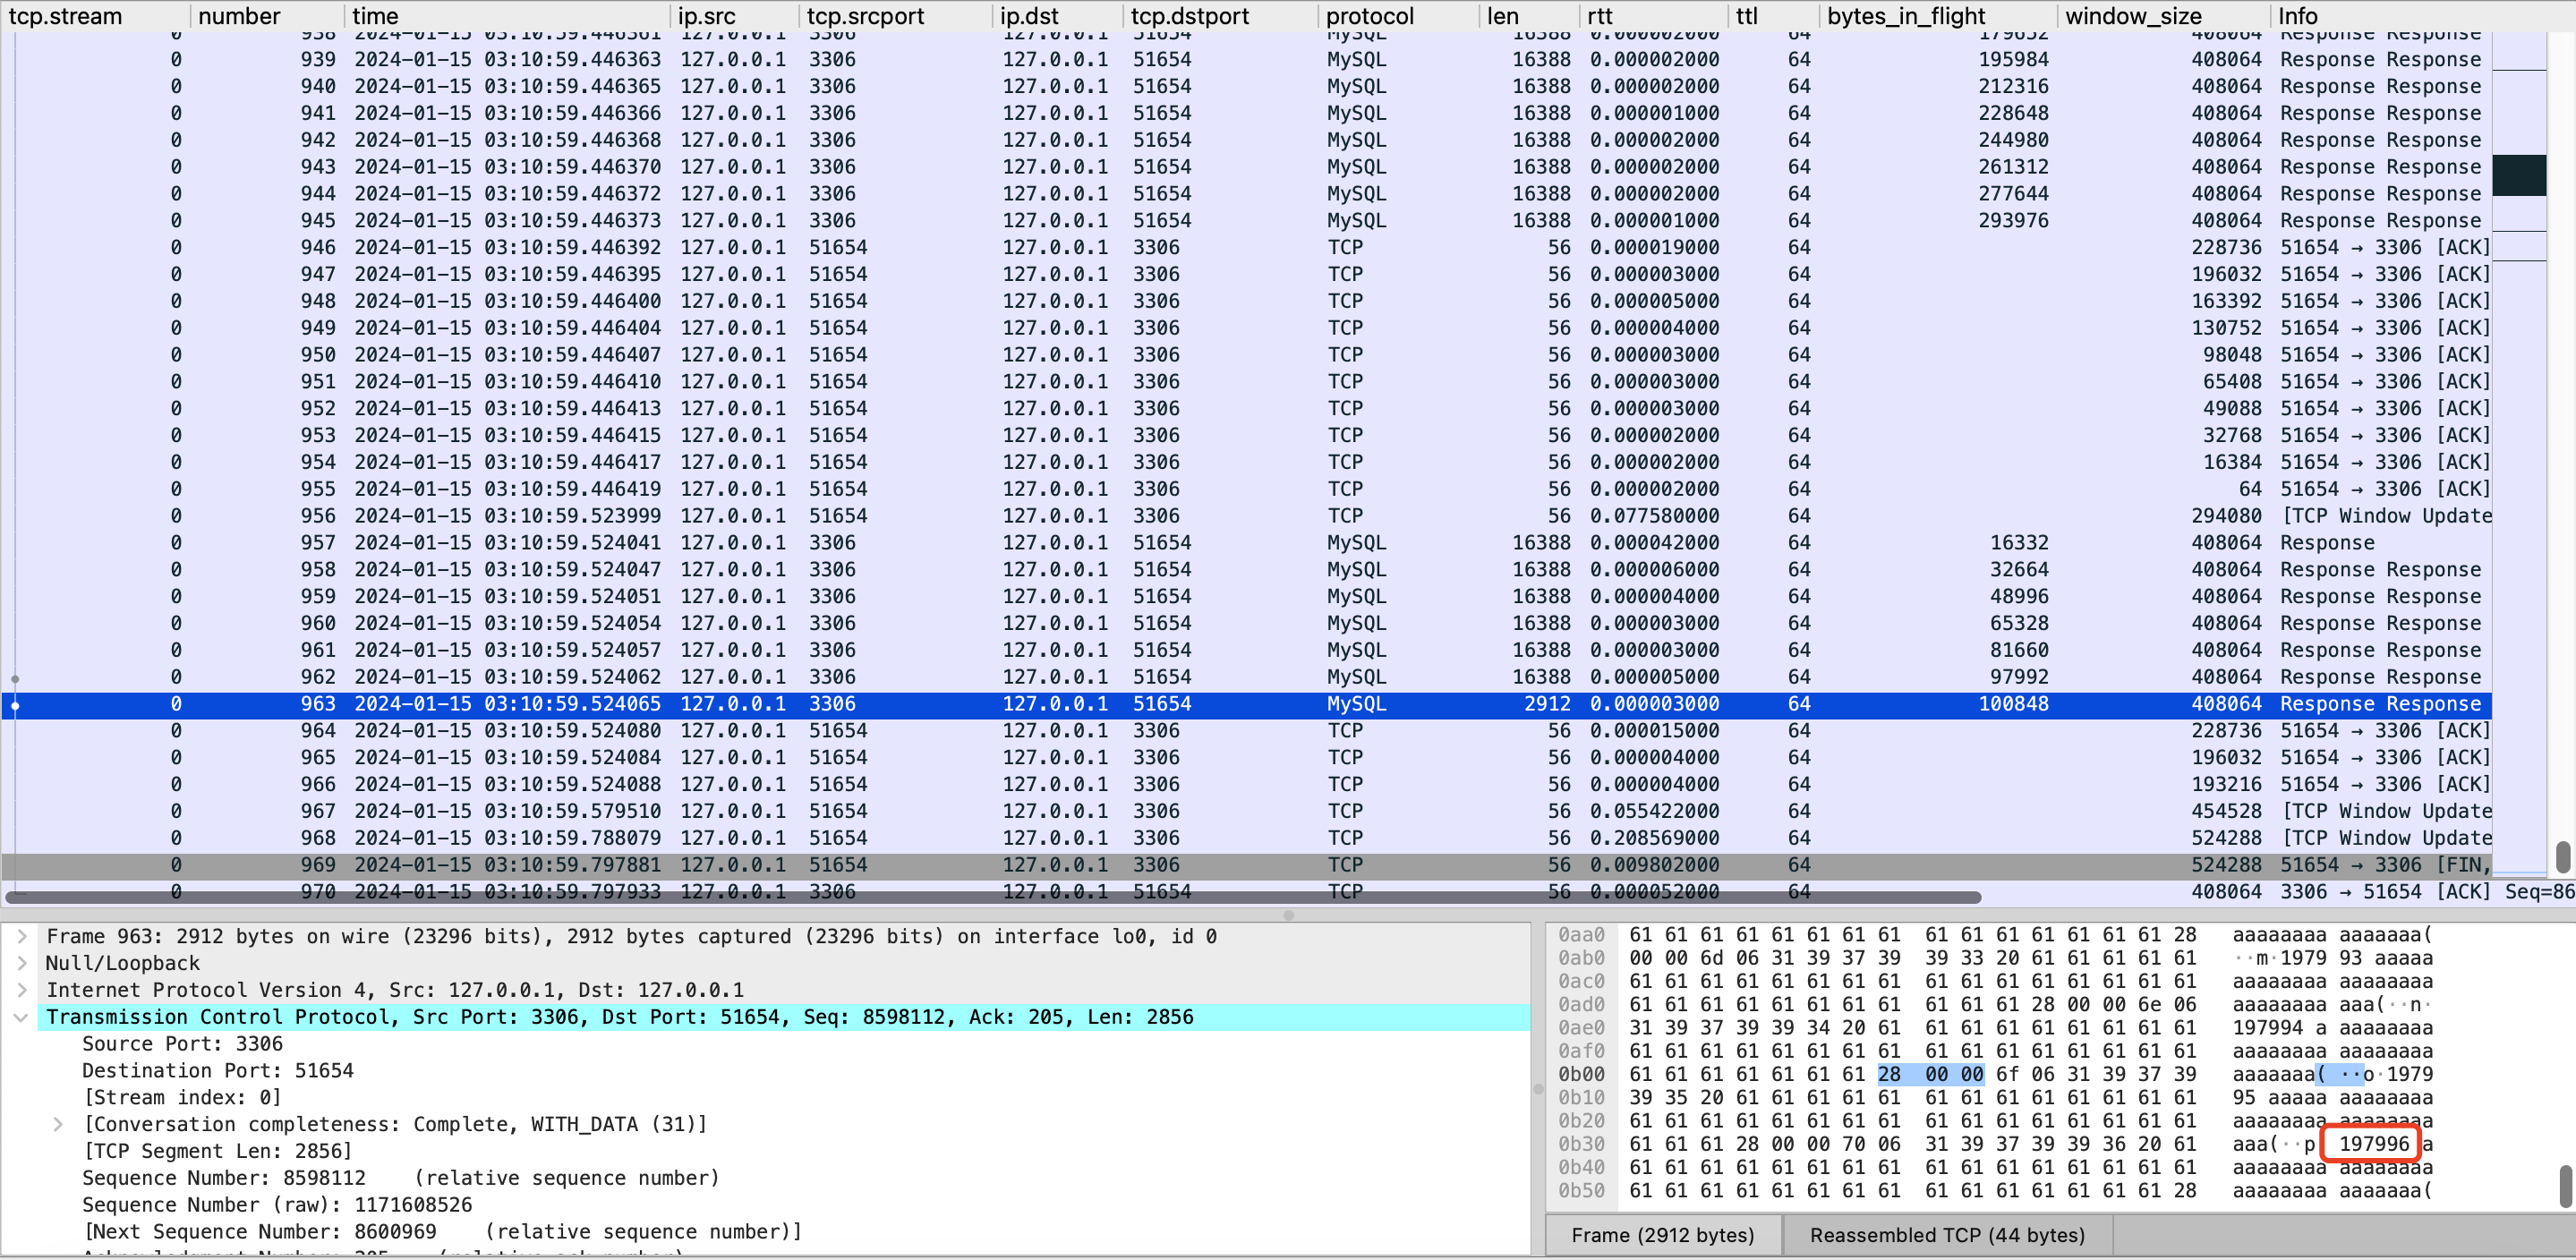 tcp.stream number time ip.src tcp.srcport ip.dst tcp.dstport protocol len rtt ttl bytes_in_flight window_size Info
0 938 2024-01-15 03:10:59.446361 127.0.0.1 3306 127.0.0.1 51654 MySQL 16388 0.000002000 64 179652 408064 Response Response
0 939 2024-01-15 03:10:59.446363 127.0.0.1 3306 127.0.0.1 51654 MySQL 16388 0.000002000 64 195984 408064 Response Response
0 940 2024-01-15 03:10:59.446365 127.0.0.1 3306 127.0.0.1 51654 MySQL 16388 0.000002000 64 212316 408064 Response Response
0 941 2024-01-15 03:10:59.446366 127.0.0.1 3306 127.0.0.1 51654 MySQL 16388 0.000001000 64 228648 408064 Response Response
0 942 2024-01-15 03:10:59.446368 127.0.0.1 3306 127.0.0.1 51654 MySQL 16388 0.000002000 64 244980 408064 Response Response
0 943 2024-01-15 03:10:59.446370 127.0.0.1 3306 127.0.0.1 51654 MySQL 16388 0.000002000 64 261312 408064 Response Response
0 944 2024-01-15 03:10:59.446372 127.0.0.1 3306 127.0.0.1 51654 MySQL 16388 0.000002000 64 277644 408064 Response Response
0 945 2024-01-15 03:10:59.446373 127.0.0.1 3306 127.0.0.1 51654 MySQL 16388 0.000001000 64 293976 408064 Response Response
0 946 2024-01-15 03:10:59.446392 127.0.0.1 51654 127.0.0.1 3306 TCP 56 0.000019000 64 228736 51654 → 3306 [ACK]
0 947 2024-01-15 03:10:59.446395 127.0.0.1 51654 127.0.0.1 3306 TCP 56 0.000003000 64 196032 51654 → 3306 [ACK]
0 948 2024-01-15 03:10:59.446400 127.0.0.1 51654 127.0.0.1 3306 TCP 56 0.000005000 64 163392 51654 → 3306 [ACK]
0 949 2024-01-15 03:10:59.446404 127.0.0.1 51654 127.0.0.1 3306 TCP 56 0.000004000 64 130752 51654 → 3306 [ACK]
0 950 2024-01-15 03:10:59.446407 127.0.0.1 51654 127.0.0.1 3306 TCP 56 0.000003000 64 98048 51654 → 3306 [ACK]
0 951 2024-01-15 03:10:59.446410 127.0.0.1 51654 127.0.0.1 3306 TCP 56 0.000003000 64 65408 51654 → 3306 [ACK]
0 952 2024-01-15 03:10:59.446413 127.0.0.1 51654 127.0.0.1 3306 TCP 56 0.000003000 64 49088 51654 → 3306 [ACK]
0 953 2024-01-15 03:10:59.446415 127.0.0.1 51654 127.0.0.1 3306 TCP 56 0.000002000 64 32768 51654 → 3306 [ACK]
0 954 2024-01-15 03:10:59.446417 127.0.0.1 51654 127.0.0.1 3306 TCP 56 0.000002000 64 16384 51654 → 3306 [ACK]
0 955 2024-01-15 03:10:59.446419 127.0.0.1 51654 127.0.0.1 3306 TCP 56 0.000002000 64 64 51654 → 3306 [ACK]
0 956 2024-01-15 03:10:59.523999 127.0.0.1 51654 127.0.0.1 3306 TCP 56 0.077580000 64 294080 [TCP Window Update
0 957 2024-01-15 03:10:59.524041 127.0.0.1 3306 127.0.0.1 51654 MySQL 16388 0.000042000 64 16332 408064 Response
0 958 2024-01-15 03:10:59.524047 127.0.0.1 3306 127.0.0.1 51654 MySQL 16388 0.000006000 64 32664 408064 Response Response
0 959 2024-01-15 03:10:59.524051 127.0.0.1 3306 127.0.0.1 51654 MySQL 16388 0.000004000 64 48996 408064 Response Response
0 960 2024-01-15 03:10:59.524054 127.0.0.1 3306 127.0.0.1 51654 MySQL 16388 0.000003000 64 65328 408064 Response Response
0 961 2024-01-15 03:10:59.524057 127.0.0.1 3306 127.0.0.1 51654 MySQL 16388 0.000003000 64 81660 408064 Response Response
0 962 2024-01-15 03:10:59.524062 127.0.0.1 3306 127.0.0.1 51654 MySQL 16388 0.000005000 64 97992 408064 Response Response
0 963 2024-01-15 03:10:59.524065 127.0.0.1 3306 127.0.0.1 51654 MySQL 2912 0.000003000 64 100848 408064 Response Response
0 964 2024-01-15 03:10:59.524080 127.0.0.1 51654 127.0.0.1 3306 TCP 56 0.000015000 64 228736 51654 → 3306 [ACK]
0 965 2024-01-15 03:10:59.524084 127.0.0.1 51654 127.0.0.1 3306 TCP 56 0.000004000 64 196032 51654 → 3306 [ACK]
0 966 2024-01-15 03:10:59.524088 127.0.0.1 51654 127.0.0.1 3306 TCP 56 0.000004000 64 193216 51654 → 3306 [ACK]
0 967 2024-01-15 03:10:59.579510 127.0.0.1 51654 127.0.0.1 3306 TCP 56 0.055422000 64 454528 [TCP Window Update
0 968 2024-01-15 03:10:59.788079 127.0.0.1 51654 127.0.0.1 3306 TCP 56 0.208569000 64 524288 [TCP Window Update
0 969 2024-01-15 03:10:59.797881 127.0.0.1 51654 127.0.0.1 3306 TCP 56 0.009802000 64 524288 51654 → 3306 [FIN,
0 970 2024-01-15 03:10:59.797933 127.0.0.1 3306 127.0.0.1 51654 TCP 56 0.000052000 64 408064 3306 → 51654 [ACK] Seq=86
Frame 963: 2912 bytes on wire (23296 bits), 2912 bytes captured (23296 bits) on interface lo0, id 0
Null/Loopback
Internet Protocol Version 4, Src: 127.0.0.1, Dst: 127.0.0.1
Transmission Control Protocol, Src Port: 3306, Dst Port: 51654, Seq: 8598112, Ack: 205, Len: 2856
Source Port: 3306
Destination Port: 51654
[Stream index: 0]
[Conversation completeness: Complete, WITH_DATA (31)]
[TCP Segment Len: 2856]
Sequence Number: 8598112 (relative sequence number)
Sequence Number (raw): 1171608526
[Next Sequence Number: 8600969 (relative sequence number)]
0aa0 61 61 61 61 61 61 61 61 61 61 61 61 61 61 61 28 aaaaaaaa aaaaaaa(
0ab0 00 00 6d 06 31 39 37 39 39 33 20 61 61 61 61 61 ··m·1979 93 aaaaa
0ac0 61 61 61 61 61 61 61 61 61 61 61 61 61 61 61 61 aaaaaaaa aaaaaaaa
0ad0 61 61 61 61 61 61 61 61 61 61 61 28 00 00 6e 06 aaaaaaaa aaa(··n·
0ae0 31 39 37 39 39 34 20 61 61 61 61 61 61 61 61 61 197994 a aaaaaaaa
0af0 61 61 61 61 61 61 61 61 61 61 61 61 61 61 61 61 aaaaaaaa aaaaaaaa
0b00 61 61 61 61 61 61 61 28 00 00 6f 06 31 39 37 39 aaaaaaa( ··o·1979
0b10 39 35 20 61 61 61 61 61 61 61 61 61 61 61 61 61 95 aaaaa aaaaaaaa
0b20 61 61 61 61 61 61 61 61 61 61 61 61 61 61 61 61 aaaaaaaa aaaaaaaa
0b30 61 61 61 28 00 00 70 06 31 39 37 39 39 36 20 61 aaa(··p 197996 a
0b40 61 61 61 61 61 61 61 61 61 61 61 61 61 61 61 61 aaaaaaaa aaaaaaaa
0b50 61 61 61 61 61 61 61 61 61 61 61 61 61 61 61 28 aaaaaaaa aaaaaaa(
Frame (2912 bytes) Reassembled TCP (44 bytes)